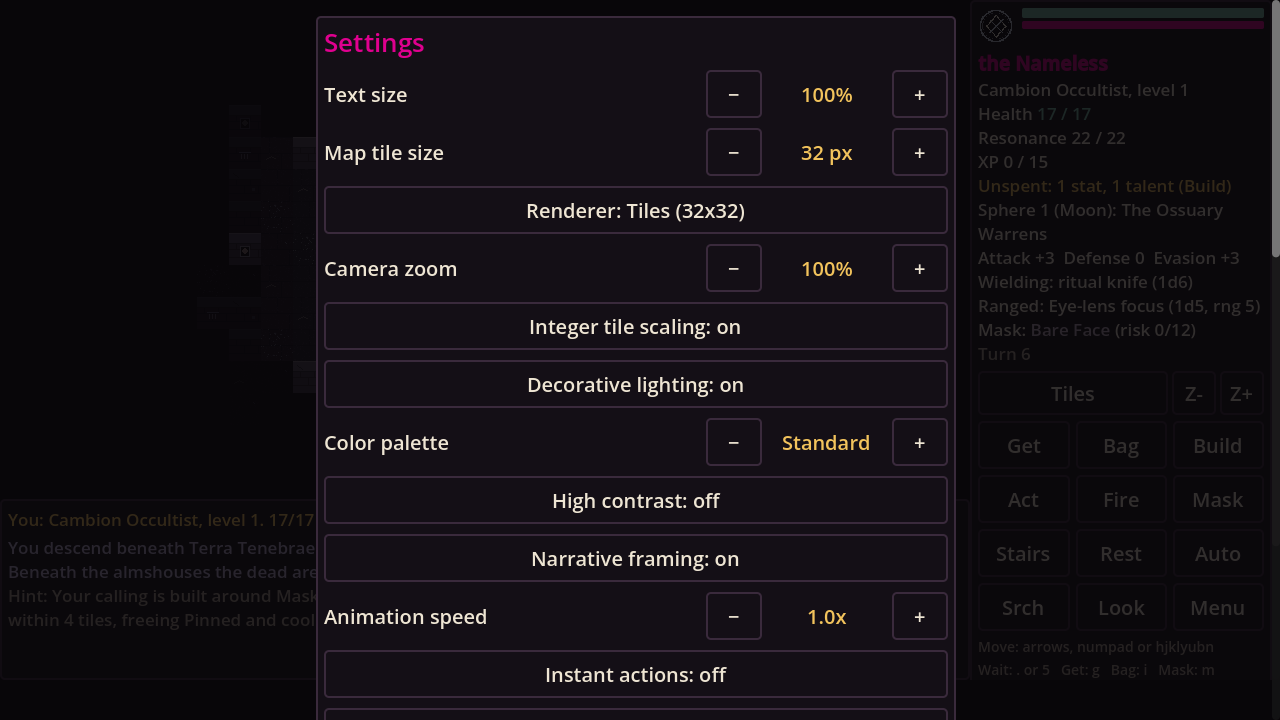 Settings
Text size − 100% +
Map tile size − 32 px +
Renderer: Tiles (32x32)
Camera zoom − 100% +
Integer tile scaling: on
Decorative lighting: on
Color palette − Standard +
High contrast: off
Narrative framing: on
Animation speed − 1.0x +
Instant actions: off
the Nameless
Cambion Occultist, level 1
Health 17 / 17
Resonance 22 / 22
XP 0 / 15
Unspent: 1 stat, 1 talent (Build)
Sphere 1 (Moon): The Ossuary
Warrens
Attack +3 Defense 0 Evasion +3
Wielding: ritual knife (1d6)
Ranged: Eye-lens focus (1d5, rng 5)
Mask: Bare Face (risk 0/12)
Turn 6
Tiles Z- Z+
Get Bag Build
Act Fire Mask
Stairs Rest Auto
Srch Look Menu
Move: arrows, numpad or hjklyubn
Wait: . or 5 Get: g Bag: i Mask: m
You: Cambion Occultist, level 1. 17/17
You descend beneath Terra Tenebrae
Beneath the almshouses the dead are
Hint: Your calling is built around Mask
within 4 tiles, freeing Pinned and cool